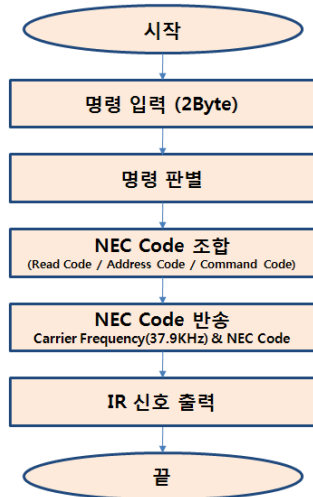 시작
명령 입력 (2Byte)
명령 판별
NEC Code 조합
(Read Code / Address Code / Command Code)
NEC Code 반송
Carrier Frequency(37.9KHz) & NEC Code
IR 신호 출력
끝